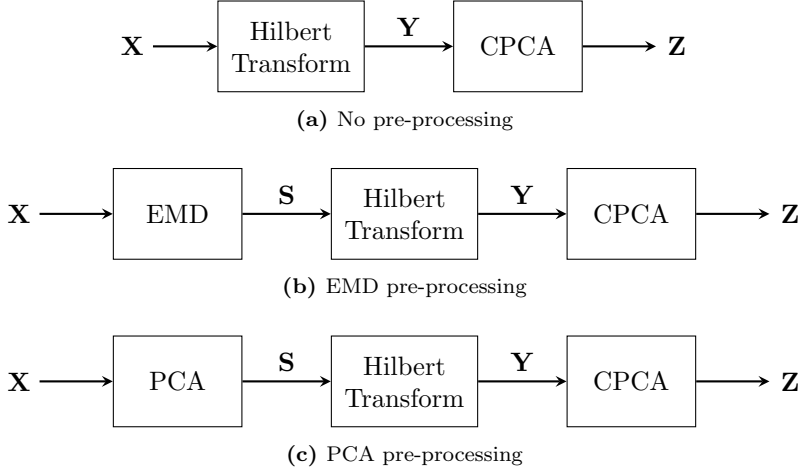 X Hilbert Transform Y CPCA Z
(a) No pre-processing
X EMD S Hilbert Transform Y CPCA Z
(b) EMD pre-processing
X PCA S Hilbert Transform Y CPCA Z
(c) PCA pre-processing